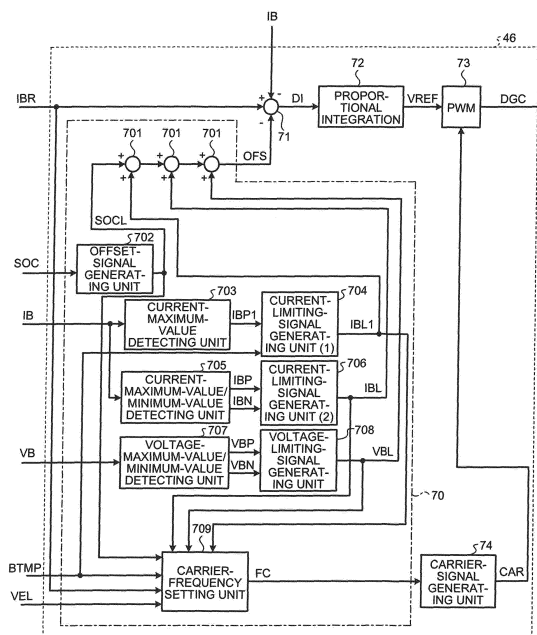 IB
46
72
73
IBR
+
-
DI
PROPOR-
TIONAL
INTEGRATION
VREF
PWM
DGC
-
71
701
701
701
OFS
+
+
+
+
+
+
SOCL
702
SOC
OFFSET-
SIGNAL
GENERAT-
ING UNIT
703
704
IB
CURRENT-
MAXIMUM-
VALUE
DETECTING UNIT
IBP1
CURRENT-
LIMITING-
SIGNAL
GENERAT-
ING UNIT (1)
IBL1
705
706
CURRENT-
MAXIMUM-VALUE/
MINIMUM-VALUE
DETECTING UNIT
IBP
IBN
CURRENT-
LIMITING-
SIGNAL
GENERAT-
ING UNIT (2)
IBL
707
708
VB
VOLTAGE-
MAXIMUM-VALUE/
MINIMUM-VALUE
DETECTING UNIT
VBP
VBN
VOLTAGE-
LIMITING-
SIGNAL
GENERAT-
ING UNIT
VBL
70
709
74
BTMP
CARRIER-
FREQUENCY
SETTING UNIT
FC
CARRIER-
SIGNAL
GENERAT-
ING UNIT
CAR
VEL